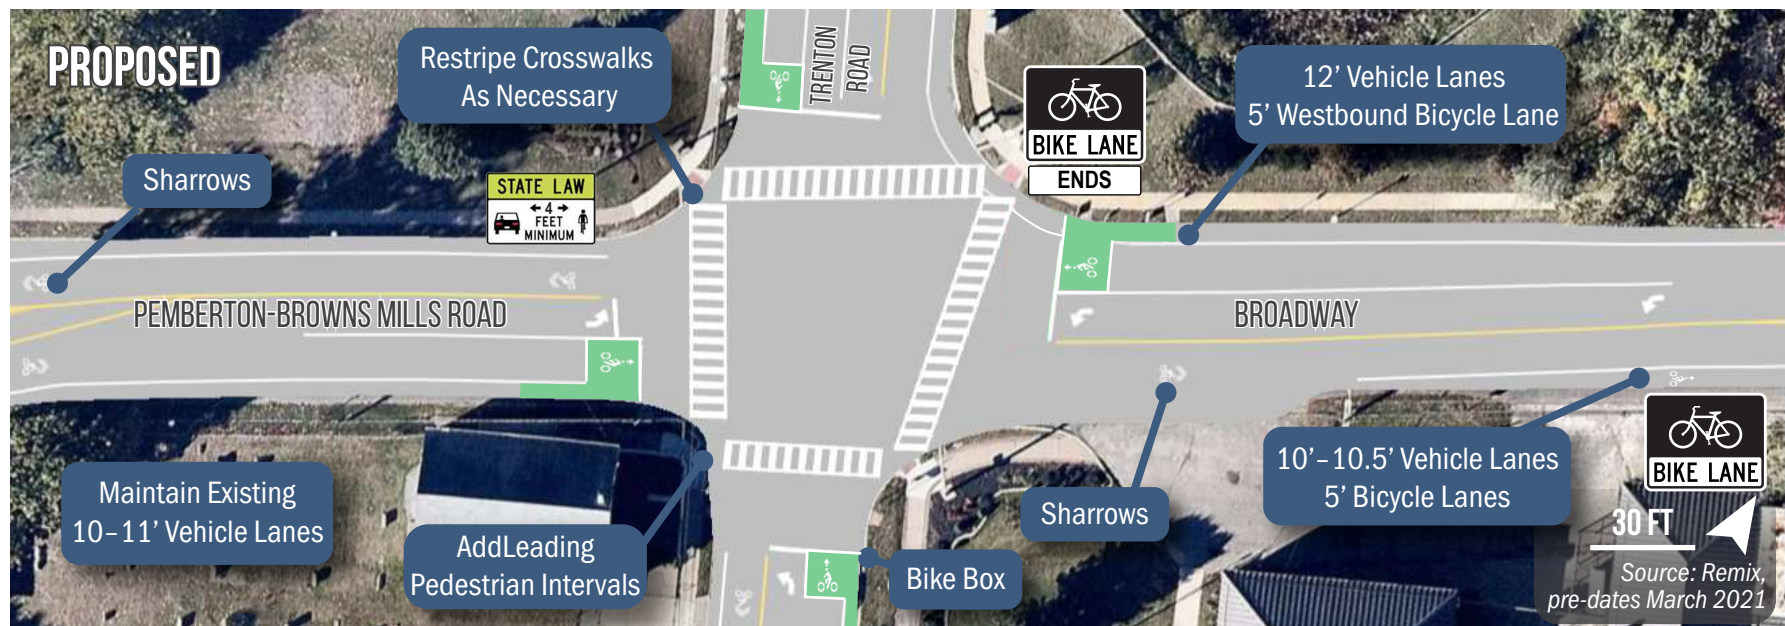 PROPOSED
Restripe Crosswalks
As Necessary
TRENTON
ROAD
BIKE LANE
ENDS
12’ Vehicle Lanes
5’ Westbound Bicycle Lane
Sharrows
STATE LAW
4
FEET
MINIMUM
PEMBERTON-BROWNS MILLS ROAD
BROADWAY
Maintain Existing
10–11’ Vehicle Lanes
AddLeading
Pedestrian Intervals
Bike Box
Sharrows
10’–10.5’ Vehicle Lanes
5’ Bicycle Lanes
BIKE LANE
30 FT
Source: Remix,
pre-dates March 2021